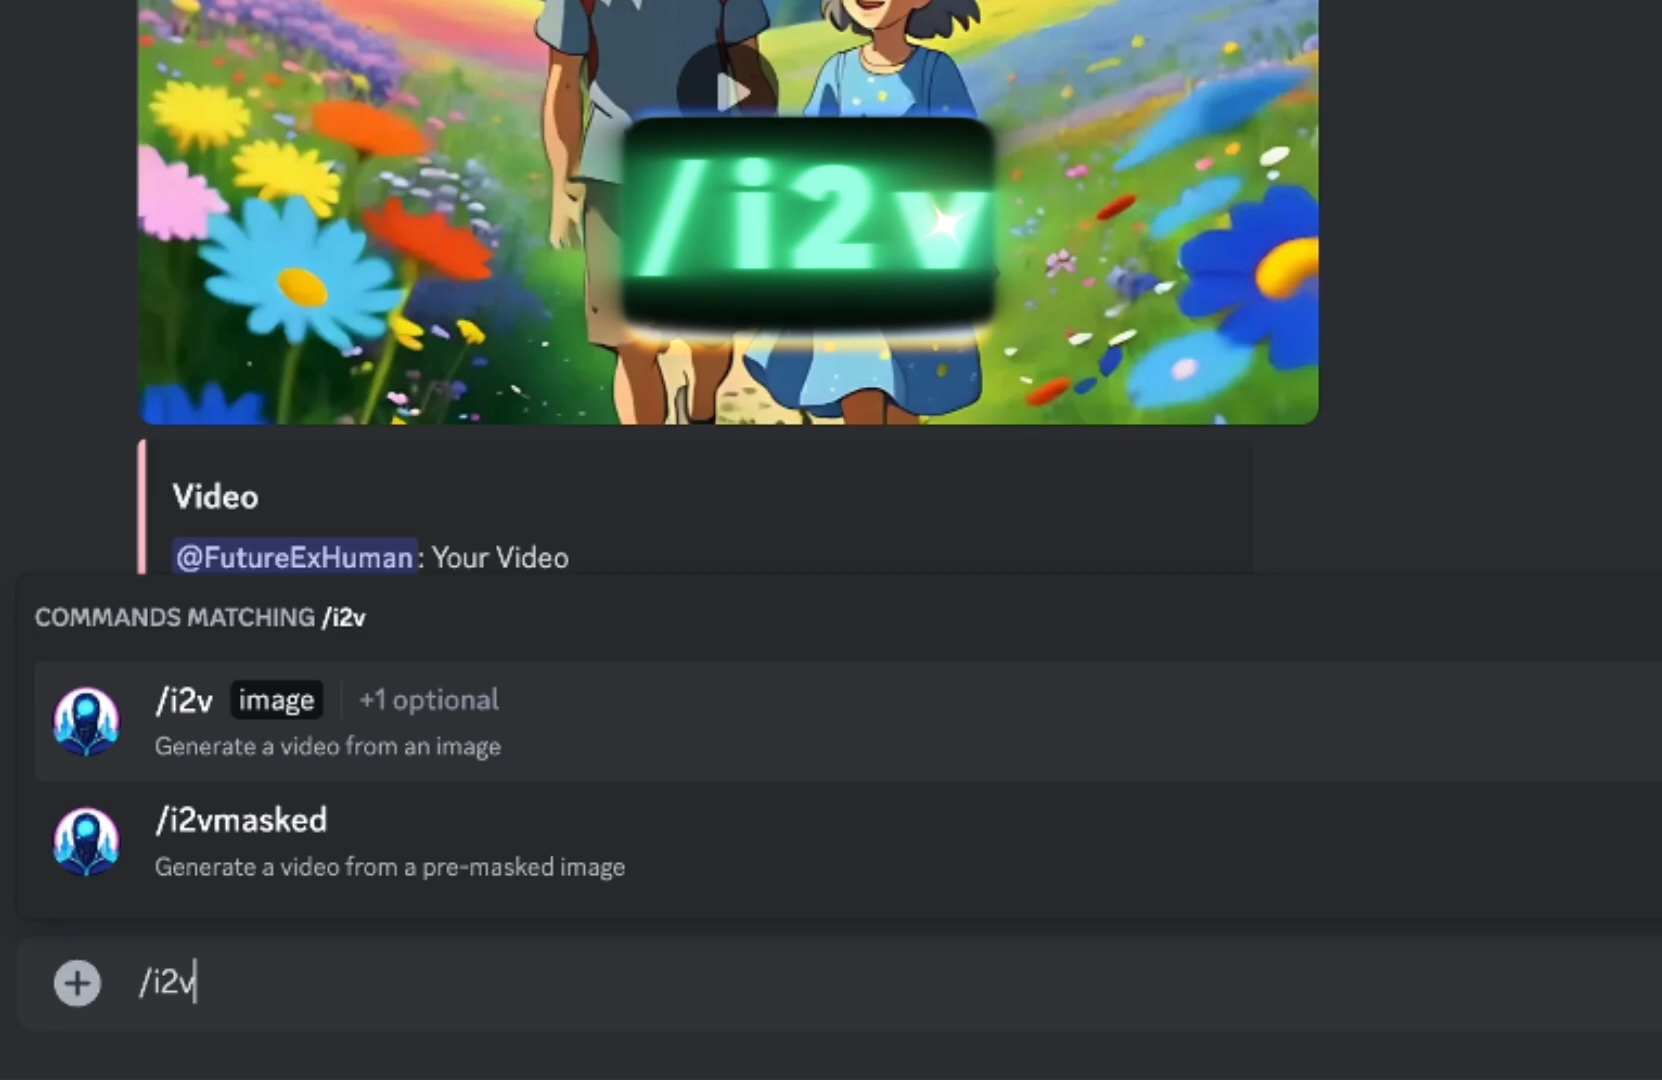 /i2v
Video
@FutureExHuman: Your Video
COMMANDS MATCHING /i2v
/i2v image +1 optional
Generate a video from an image
/i2vmasked
Generate a video from a pre-masked image
/i2v